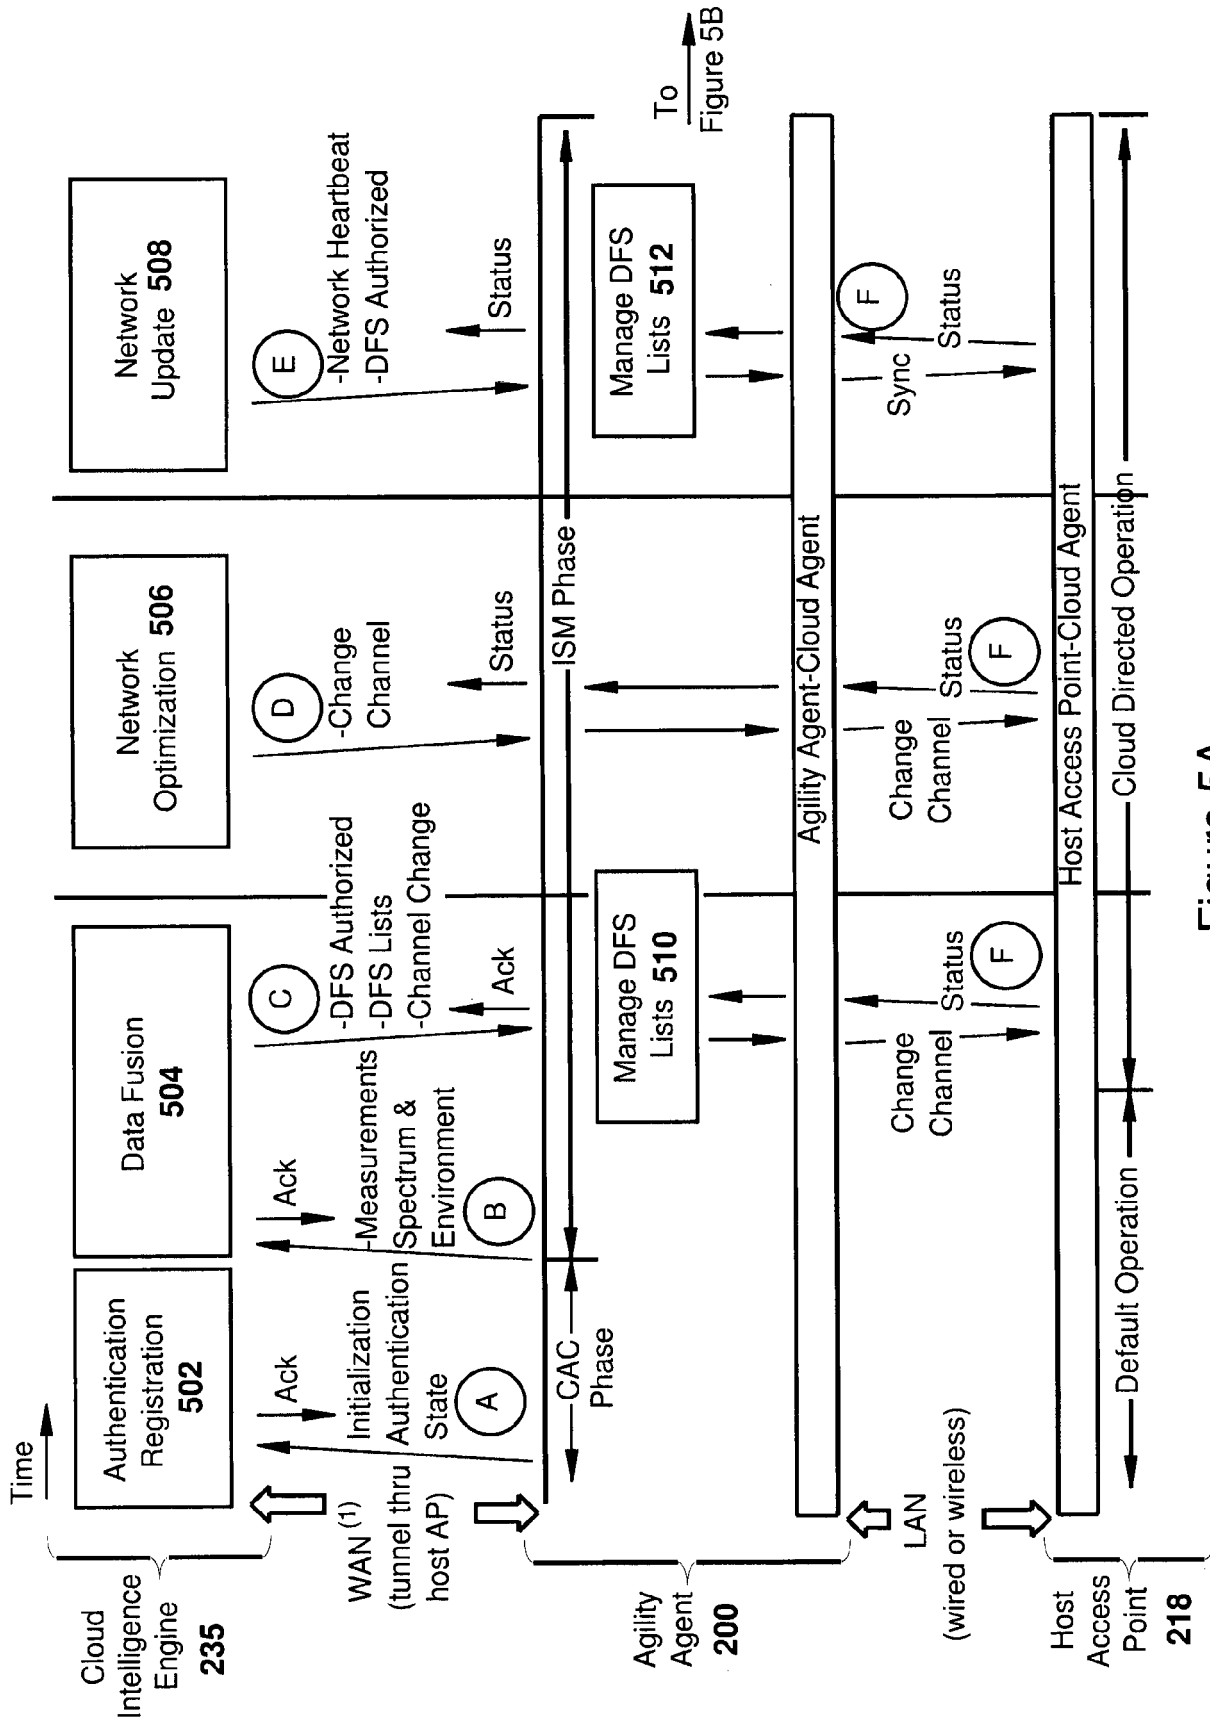 Time
Cloud
Intelligence
Engine
235
Authentication
Registration
502
Data Fusion
504
Network
Optimization 506
Network
Update 508
WAN (1)
(tunnel thru
host AP)
Ack
Initialization
Authentication
State
A
Ack
-Measurements
Spectrum &
Environment
B
C
-DFS Authorized
-DFS Lists
-Channel Change
Ack
D
-Change
Channel
Status
E
-Network Heartbeat
-DFS Authorized
Status
Agility
Agent
200
CAC
Phase
ISM Phase
Manage DFS
Lists 510
Manage DFS
Lists 512
To
Figure 5B
Agility Agent-Cloud Agent
LAN
(wired or wireless)
Change
Channel
Status
F
Change
Channel
Status
F
Sync
Status
F
Host
Access
Point
218
Host Access Point-Cloud Agent
Default Operation
Cloud Directed Operation
Figure 5A